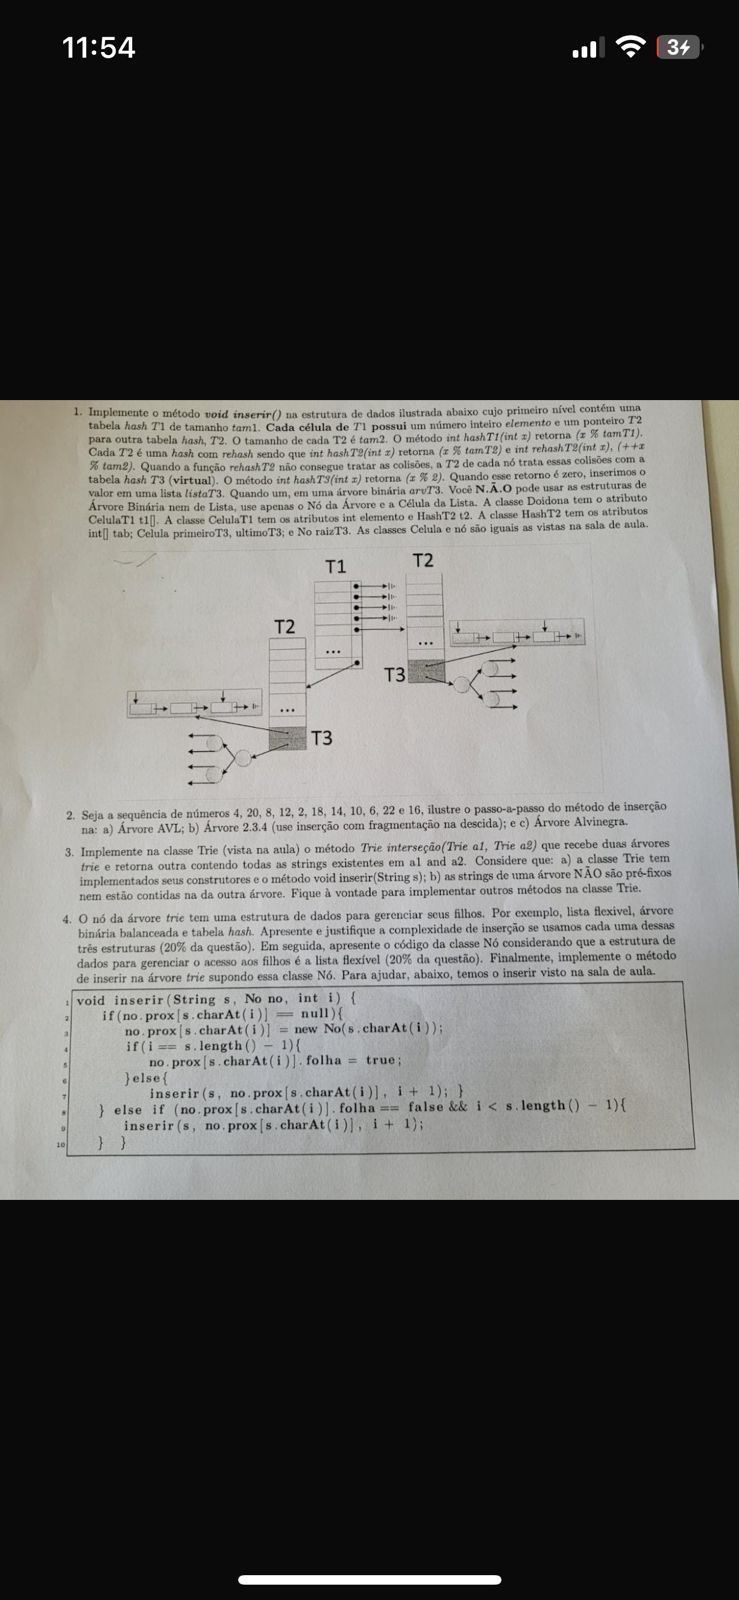 11:54
3
1. Implemente o método void inserir() na estrutura de dados ilustrada abaixo cujo primeiro nível contém uma
tabela hash T1 de tamanho tam1. Cada célula de T1 possui um número inteiro elemento e um ponteiro T2
para outra tabela hash, T2. O tamanho de cada T2 é tam2. O método int hashT1(int x) retorna (x % tamT1).
Cada T2 é uma hash com rehash sendo que int hashT2(int x) retorna (x % tamT2) e int rehashT2(int x), (++x
% tam2). Quando a função rehashT2 não consegue tratar as colisões, a T2 de cada nó trata essas colisões com a
tabela hash T3 (virtual). O método int hashT3(int x) retorna (x % 2). Quando esse retorno é zero, inserimos o
valor em uma lista listaT3. Quando um, em uma árvore binária arvT3. Você N.Ã.O pode usar as estruturas de
Árvore Binária nem de Lista, use apenas o Nó da Árvore e a Célula da Lista. A classe Doidona tem o atributo
CelulaT1 t1[]. A classe CelulaT1 tem os atributos int elemento e HashT2 t2. A classe HashT2 tem os atributos
int[] tab; Celula primeiroT3, ultimoT3; e No raizT3. As classes Celula e nó são iguais as vistas na sala de aula.
T1
T2
T2
...
...
T3
...
T3
2. Seja a sequência de números 4, 20, 8, 12, 2, 18, 14, 10, 6, 22 e 16, ilustre o passo-a-passo do método de inserção
na: a) Árvore AVL; b) Árvore 2.3.4 (use inserção com fragmentação na descida); e c) Árvore Alvinegra.
3. Implemente na classe Trie (vista na aula) o método Trie interseção(Trie a1, Trie a2) que recebe duas árvores
trie e retorna outra contendo todas as strings existentes em a1 and a2. Considere que: a) a classe Trie tem
implementados seus construtores e o método void inserir(String s); b) as strings de uma árvore NÃO são pré-fixos
nem estão contidas na da outra árvore. Fique à vontade para implementar outros métodos na classe Trie.
4. O nó da árvore trie tem uma estrutura de dados para gerenciar seus filhos. Por exemplo, lista flexível, árvore
binária balanceada e tabela hash. Apresente e justifique a complexidade de inserção se usamos cada uma dessas
três estruturas (20% da questão). Em seguida, apresente o código da classe Nó considerando que a estrutura de
dados para gerenciar o acesso aos filhos é a lista flexível (20% da questão). Finalmente, implemente o método
de inserir na árvore trie supondo essa classe Nó. Para ajudar, abaixo, temos o inserir visto na sala de aula.
1 void inserir(String s, No no, int i) {
2 if(no.prox[s.charAt(i)] == null){
3 no.prox[s.charAt(i)] = new No(s.charAt(i));
4 if(i == s.length() - 1){
5 no.prox[s.charAt(i)].folha = true;
6 }else{
7 inserir(s, no.prox[s.charAt(i)], i + 1); }
8 } else if (no.prox[s.charAt(i)].folha == false && i < s.length() - 1){
9 inserir(s, no.prox[s.charAt(i)], i + 1);
10 } }